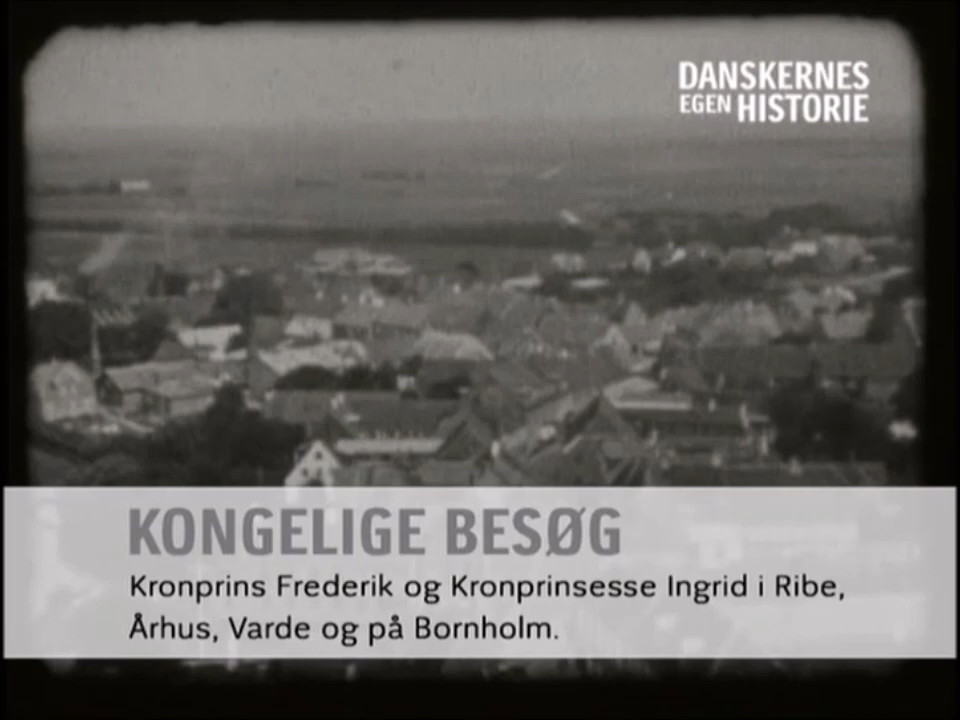 DANSKERNES
EGEN HISTORIE
KONGELIGE BESØG
Kronprins Frederik og Kronprinsesse Ingrid i Ribe,
Århus, Varde og på Bornholm.